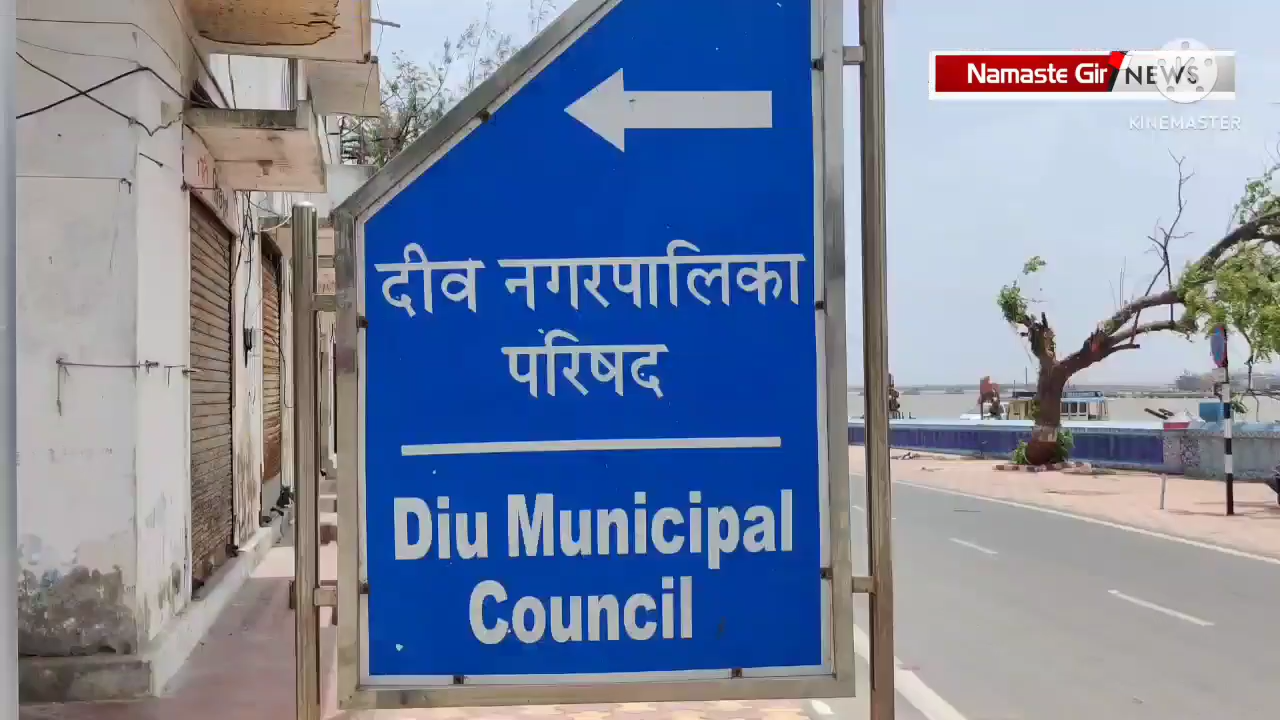 Namaste Gir NEWS
KINEMASTER
दीव नगरपालिका
परिषद
Diu Municipal
Council